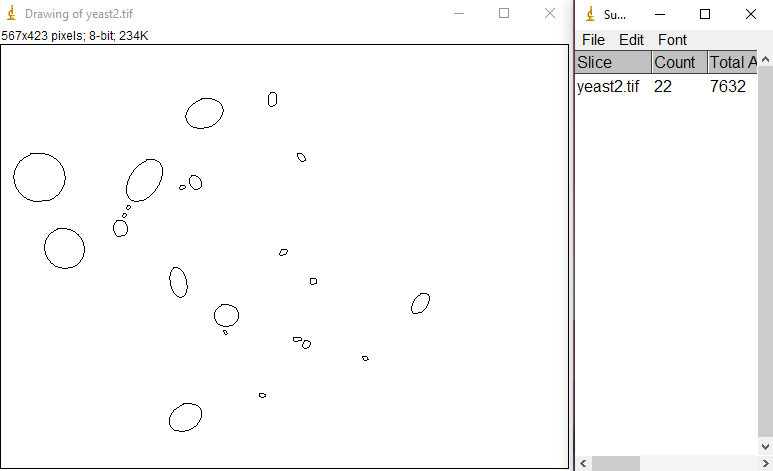 Drawing of yeast2.tif
567x423 pixels; 8-bit; 234K
Su...
File Edit Font
Slice Count Total A
yeast2.tif 22 7632